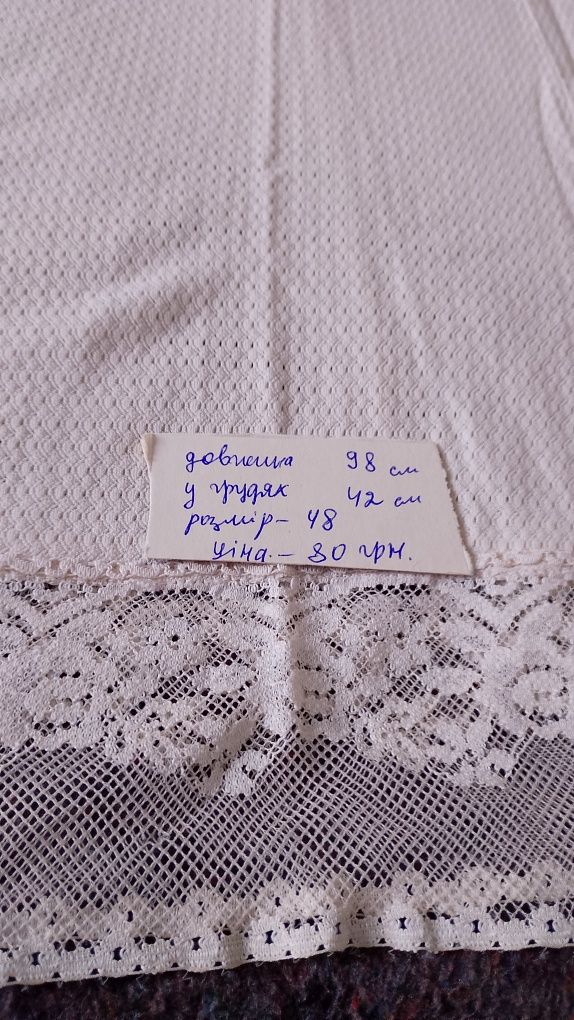 довжина 98 см
у грудях 42 см
розмір - 48
ціна. - 80 грн.